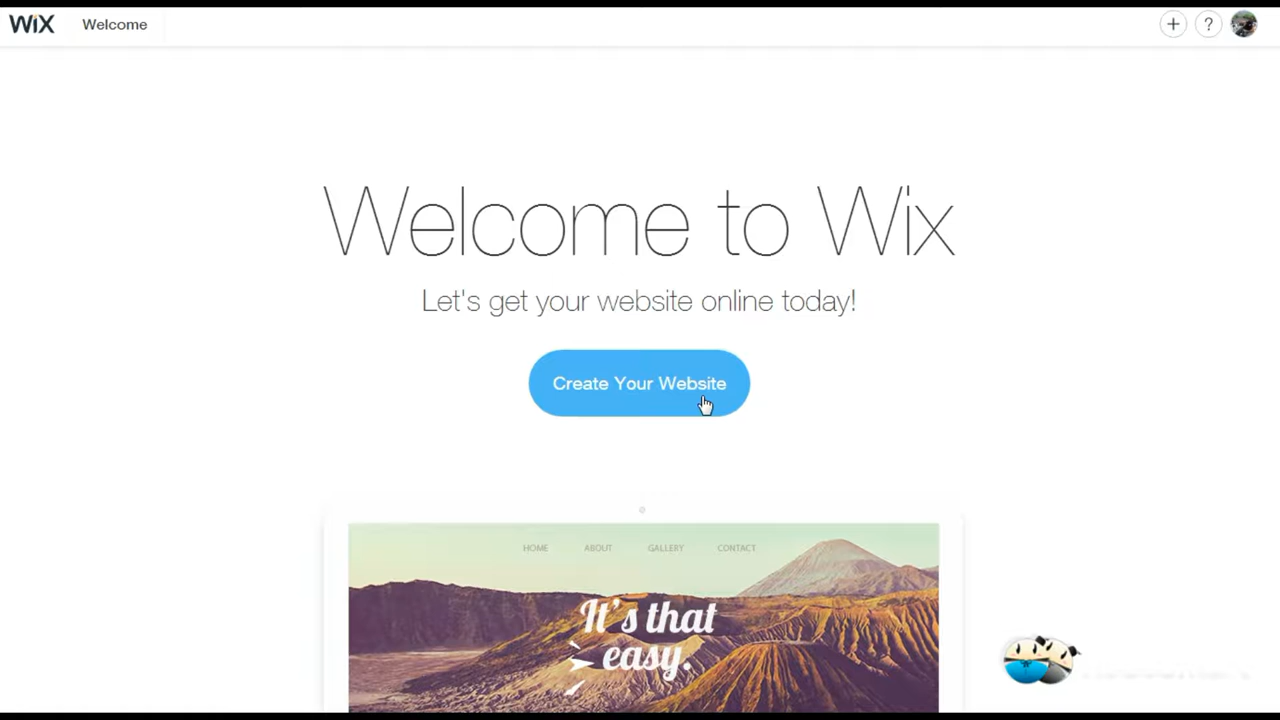 WiX
Welcome
+
?
Welcome to Wix
Let's get your website online today!
Create Your Website
HOME ABOUT GALLERY CONTACT
It's that
easy.